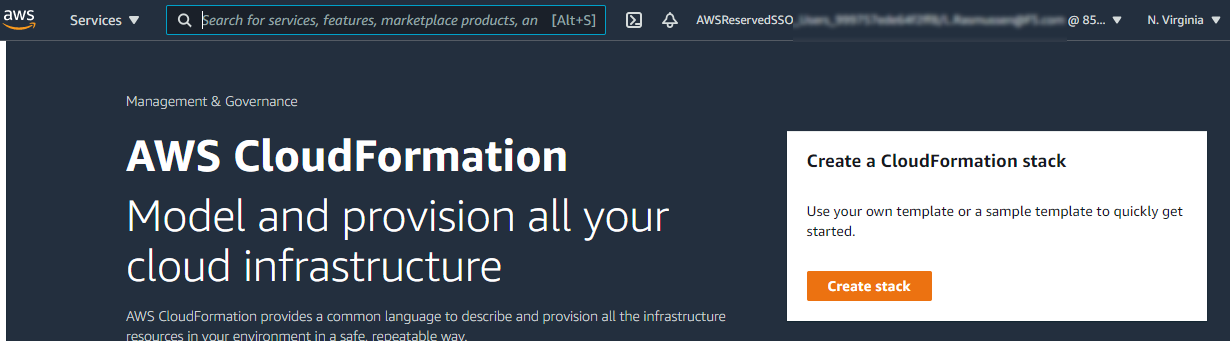 aws
Services
Search for services, features, marketplace products, an [Alt+S]
AWSReservedSSO @ 85...
N. Virginia
Management & Governance
AWS CloudFormation
Model and provision all your
cloud infrastructure
AWS CloudFormation provides a common language to describe and provision all the infrastructure
resources in your environment in a safe, repeatable way.
Create a CloudFormation stack
Use your own template or a sample template to quickly get
started.
Create stack